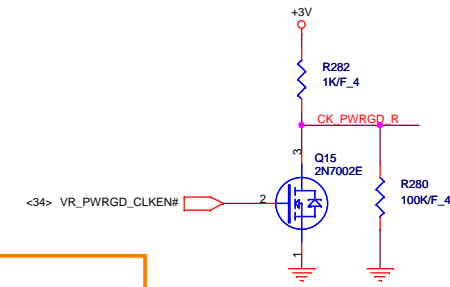 +3V
R282
1K/F_4
CK_PWRGD_R
3
Q15
2N7002E
R280
100K/F_4
<34> VR_PWRGD_CLKEN#
2
1